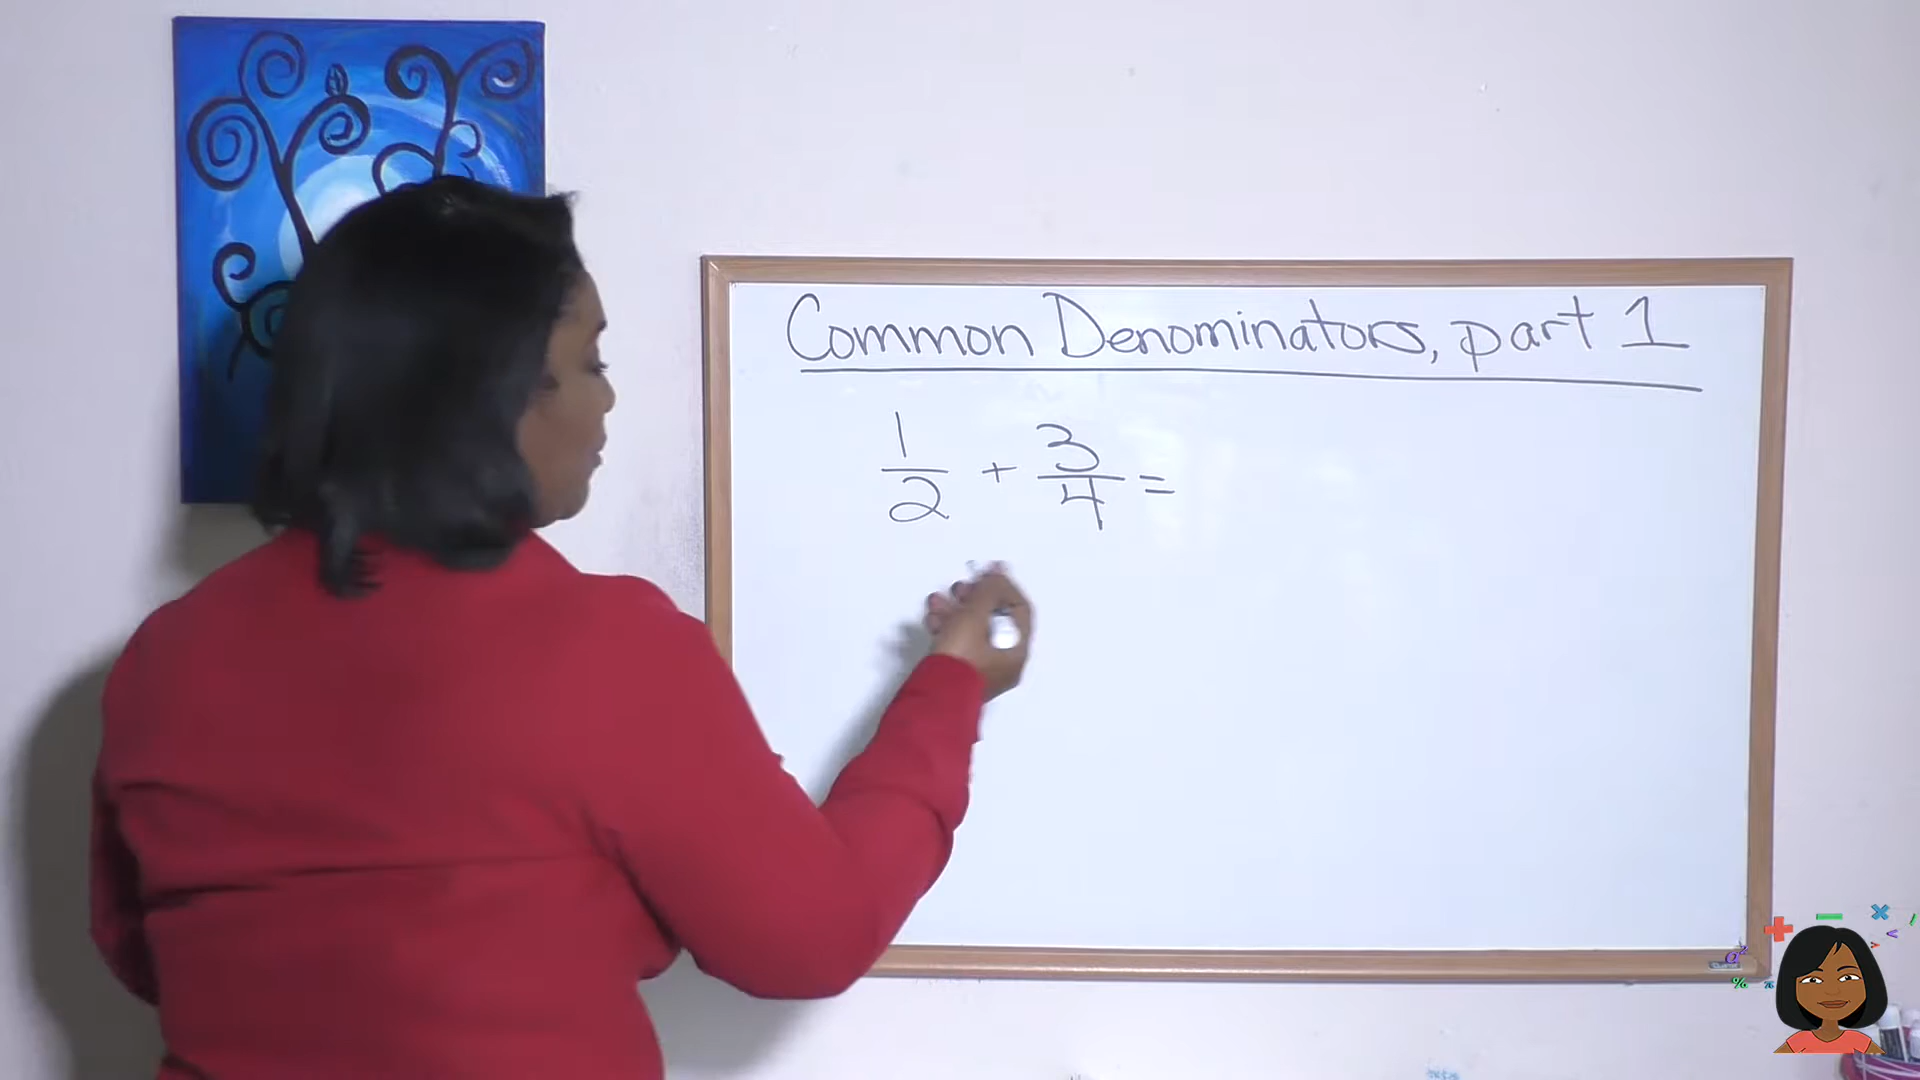 Common Denominators, part 1
1/2 + 3/4 =